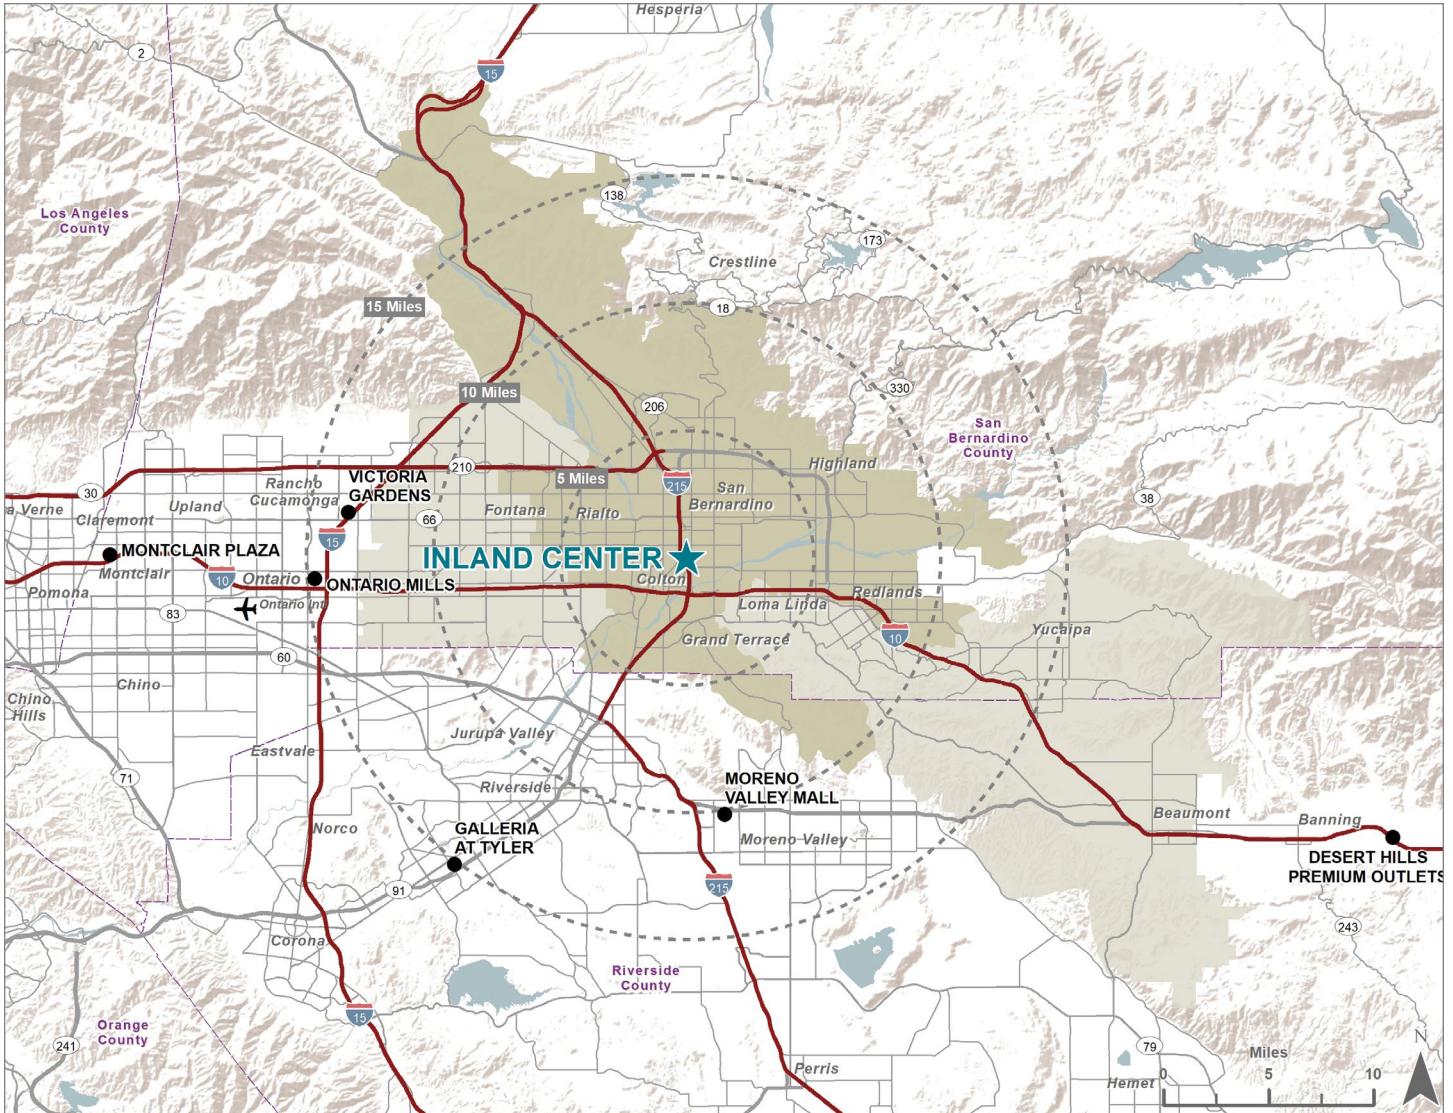 Hesperia
2
15
138
Los Angeles
County
173
Crestline
15 Miles
18
10 Miles
330
206
San
Bernardino
County
Highland
210
VICTORIA
GARDENS
5 Miles
215
Rancho
Cucamonga
San
Bernardino
30
38
Upland
Fontana
Rialto
a Verne
Claremont
66
15
MONTCLAIR PLAZA
INLAND CENTER
Montclair
10
Ontario
ONTARIO MILLS
Colton
Pomona
Ontario Int
Loma Linda
Redlands
83
Grand Terrace
10
Yucaipa
60
Chino
Chino
Hills
Jurupa Valley
Eastvale
71
Riverside
MORENO
VALLEY MALL
Beaumont
Banning
Norco
GALLERIA
AT TYLER
Moreno Valley
DESERT HILLS
PREMIUM OUTLETS
91
215
243
Corona
Riverside
County
15
Orange
County
241
79
N
Miles
0
5
10
Perris
Hemet